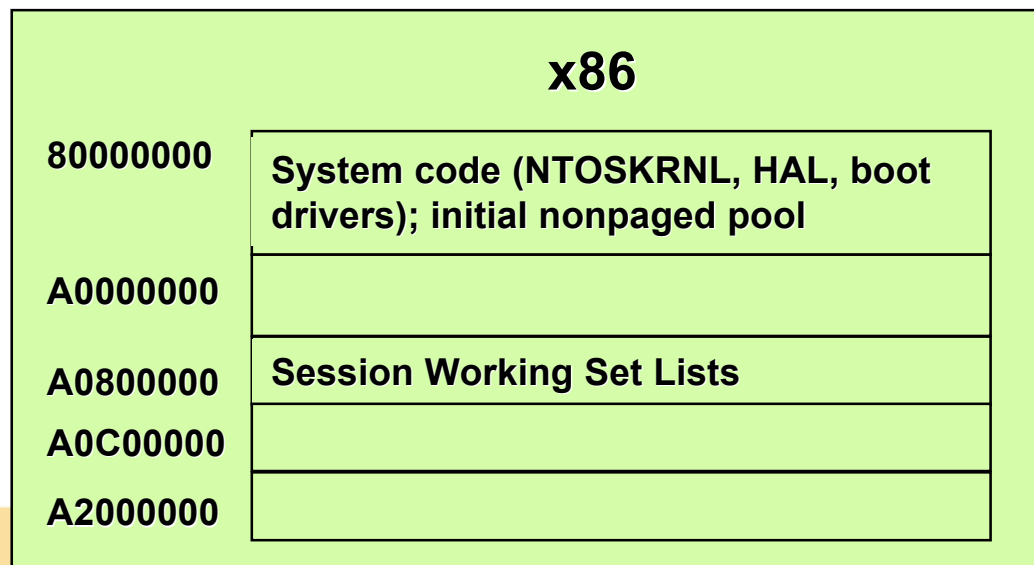 x86
80000000
System code (NTOSKRNL, HAL, boot
drivers); initial nonpaged pool
A0000000
A0800000
Session Working Set Lists
A0C00000
A2000000